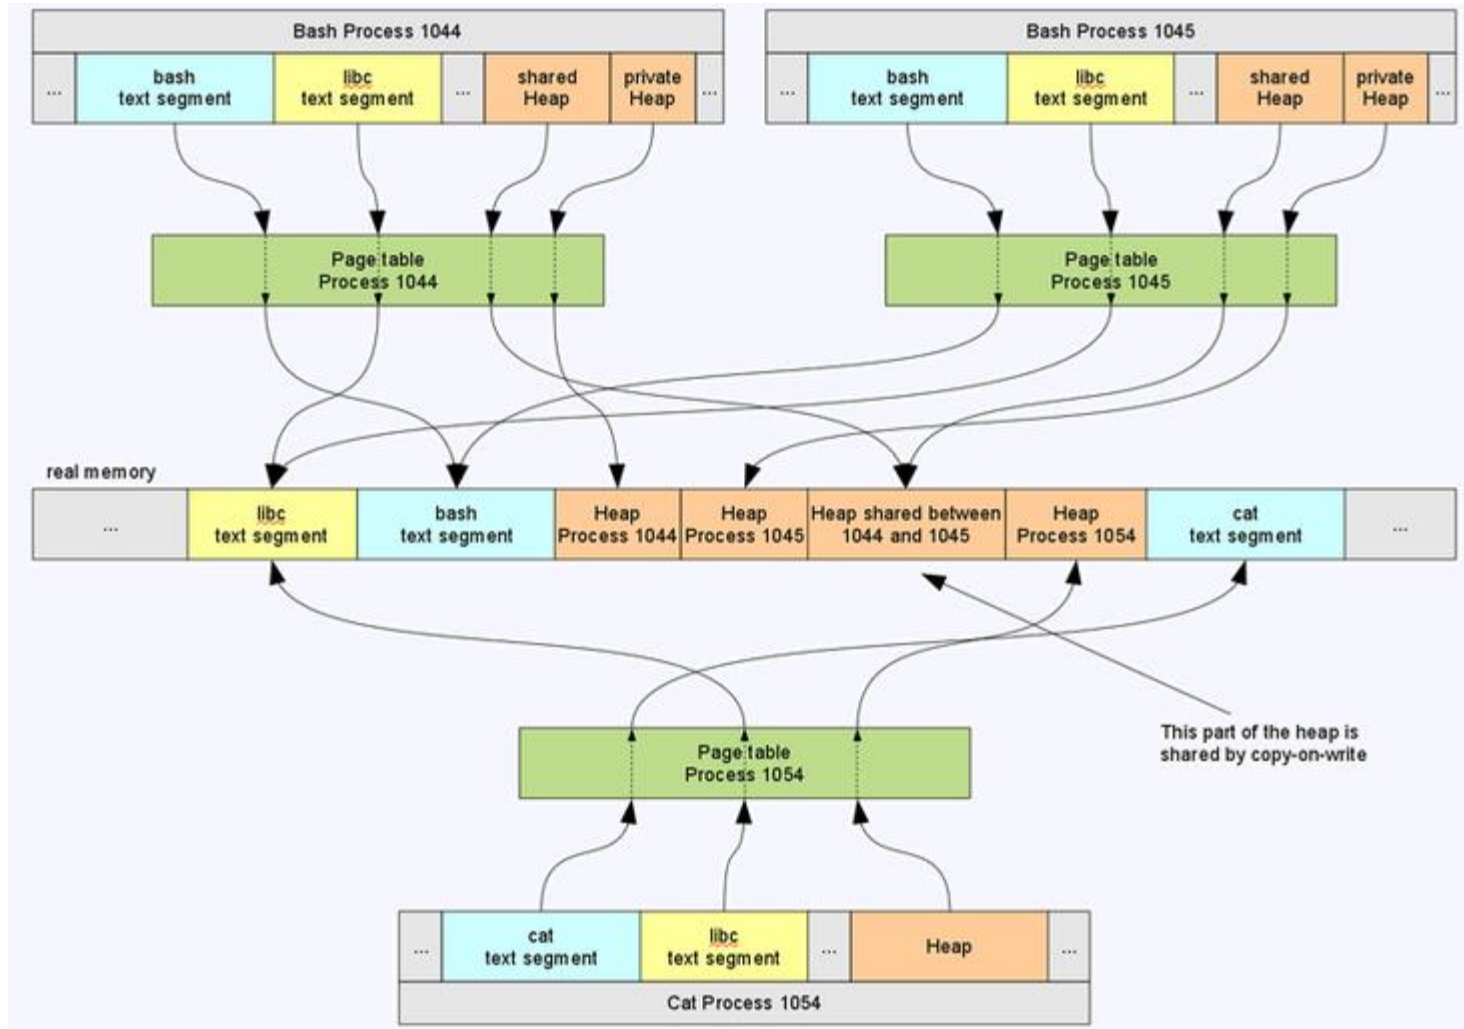 Bash Process 1044
...
bash
text segment
libc
text segment
...
shared
Heap
private
Heap
...
Bash Process 1045
...
bash
text segment
libc
text segment
...
shared
Heap
private
Heap
...
Page table
Process 1044
Page table
Process 1045
real memory
...
libc
text segment
bash
text segment
Heap
Process 1044
Heap
Process 1045
Heap shared between
1044 and 1045
Heap
Process 1054
cat
text segment
...
This part of the heap is
shared by copy-on-write
Page table
Process 1054
...
cat
text segment
libc
text segment
...
Heap
...
Cat Process 1054